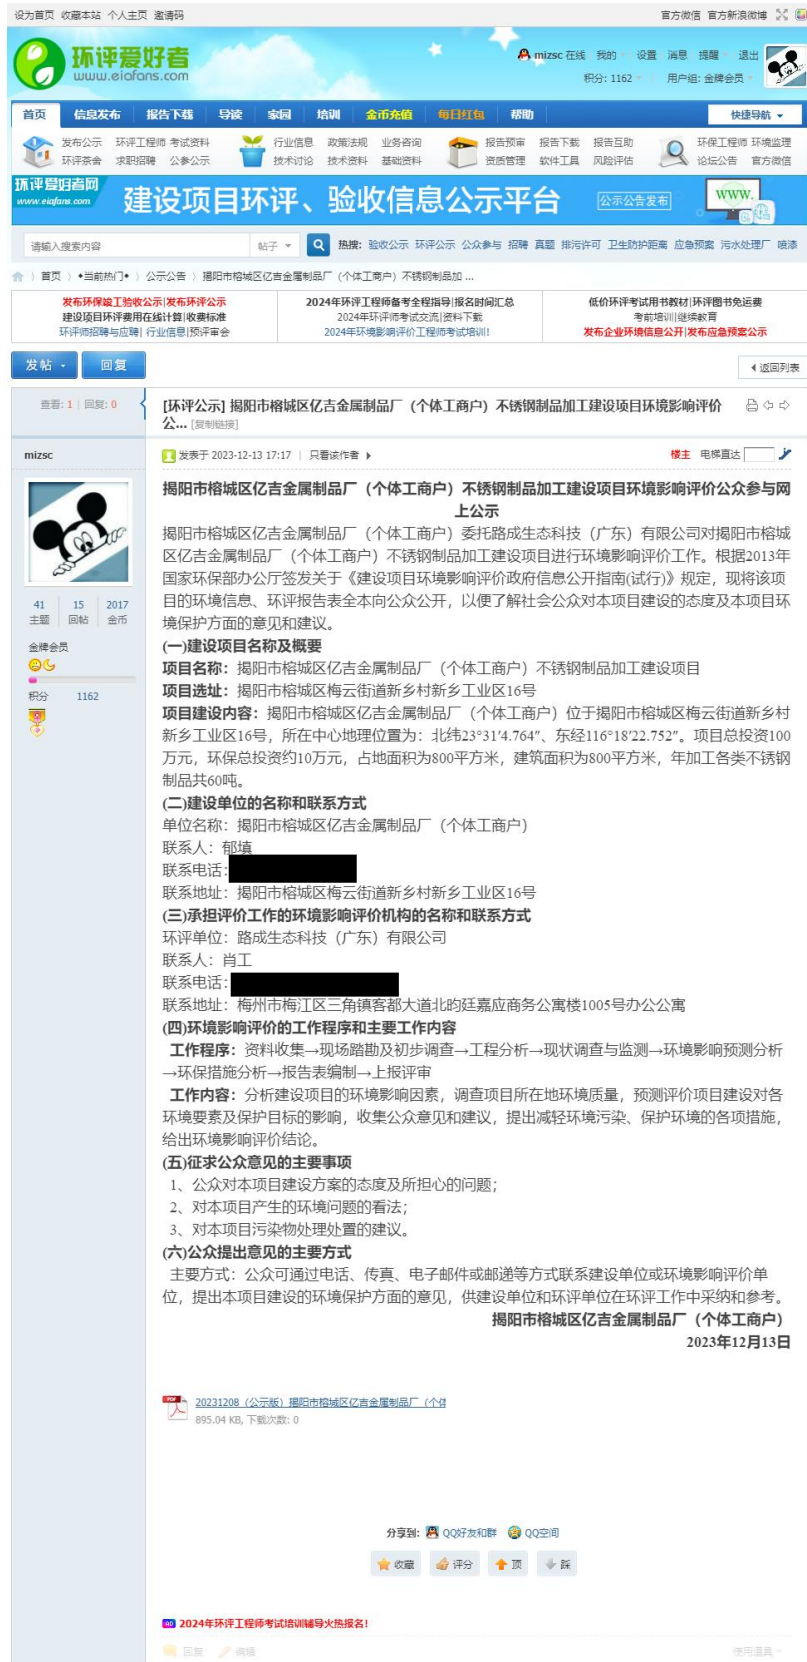 设为首页 收藏本站 个人主页 邀请码
官方微信 官方新浪微博
环评爱好者
www.eiafans.com
mizsc 在线 我的 设置 消息 提醒 退出
积分: 1162 用户组: 金牌会员
首页 信息发布 报告下载 导读 家园 培训 金币充值 每日红包 帮助 快捷导航
发布公示 环评工程师 考试资料 行业信息 政策法规 业务咨询 报告预审 报告下载 报告互助 环保工程师 环境监理
环评茶舍 求职招聘 公参公示 技术讨论 技术资料 基础资料 资质管理 软件工具 风险评估 论坛公告 官方微信
环评爱好者网
www.eiafans.com
建设项目环评、验收信息公示平台
公示公告发布
WWW.
请输入搜索内容 帖子 热搜: 验收公示 环评公示 公众参与 招聘 真题 排污许可 卫生防护距离 应急预案 污水处理厂 喷漆
首页 〉 •当前热门• 〉 公示公告 〉 揭阳市榕城区亿吉金属制品厂（个体工商户）不锈钢制品加 ...
发布环保竣工验收公示|发布环评公示
2024年环评工程师备考全程指导|报名时间汇总
低价环评考试用书教材|环评图书免运费
建设项目环评费用在线计算|收费标准
2024年环评师考试交流|资料下载
考前培训|继续教育
环评师招聘与应聘| 行业信息|预评审会
2024年环境影响评价工程师考试培训!
发布企业环境信息公开|发布应急预案公示
发帖 回复
返回列表
查看: 1 | 回复: 0
[环评公示] 揭阳市榕城区亿吉金属制品厂（个体工商户）不锈钢制品加工建设项目环境影响评价
公... [复制链接]
mizsc
发表于 2023-12-13 17:17 | 只看该作者
楼主 电梯直达
揭阳市榕城区亿吉金属制品厂（个体工商户）不锈钢制品加工建设项目环境影响评价公众参与网
上公示
揭阳市榕城区亿吉金属制品厂（个体工商户）委托路成生态科技（广东）有限公司对揭阳市榕城
区亿吉金属制品厂（个体工商户）不锈钢制品加工建设项目进行环境影响评价工作。根据2013年
国家环保部办公厅签发关于《建设项目环境影响评价政府信息公开指南(试行)》规定，现将该项
目的环境信息、环评报告表全本向公众公开，以便了解社会公众对本项目建设的态度及本项目环
境保护方面的意见和建议。
41 15 2017
主题 回帖 金币
金牌会员
积分 1162
(一)建设项目名称及概要
项目名称：揭阳市榕城区亿吉金属制品厂（个体工商户）不锈钢制品加工建设项目
项目选址：揭阳市榕城区梅云街道新乡村新乡工业区16号
项目建设内容：揭阳市榕城区亿吉金属制品厂（个体工商户）位于揭阳市榕城区梅云街道新乡村
新乡工业区16号，所在中心地理位置为：北纬23°31′4.764″、东经116°18′22.752″。项目总投资100
万元，环保总投资约10万元，占地面积为800平方米，建筑面积为800平方米，年加工各类不锈钢
制品共60吨。
(二)建设单位的名称和联系方式
单位名称：揭阳市榕城区亿吉金属制品厂（个体工商户）
联系人：郁填
联系电话：
联系地址：揭阳市榕城区梅云街道新乡村新乡工业区16号
(三)承担评价工作的环境影响评价机构的名称和联系方式
环评单位：路成生态科技（广东）有限公司
联系人：肖工
联系电话：
联系地址：梅州市梅江区三角镇客都大道北昀廷嘉应商务公寓楼1005号办公公寓
(四)环境影响评价的工作程序和主要工作内容
工作程序：资料收集→现场踏勘及初步调查→工程分析→现状调查与监测→环境影响预测分析
→环保措施分析→报告表编制→上报评审
工作内容：分析建设项目的环境影响因素，调查项目所在地环境质量，预测评价项目建设对各
环境要素及保护目标的影响，收集公众意见和建议，提出减轻环境污染、保护环境的各项措施，
给出环境影响评价结论。
(五)征求公众意见的主要事项
1、公众对本项目建设方案的态度及所担心的问题；
2、对本项目产生的环境问题的看法；
3、对本项目污染物处理处置的建议。
(六)公众提出意见的主要方式
主要方式：公众可通过电话、传真、电子邮件或邮递等方式联系建设单位或环境影响评价单
位，提出本项目建设的环境保护方面的意见，供建设单位和环评单位在环评工作中采纳和参考。
揭阳市榕城区亿吉金属制品厂（个体工商户）
2023年12月13日
20231208（公示版）揭阳市榕城区亿吉金属制品厂（个体
895.04 KB, 下载次数: 0
分享到: QQ好友和群 QQ空间
收藏 评分 顶 踩
AD 2024年环评工程师考试培训辅导火热报名!
回复 编辑 使用道具